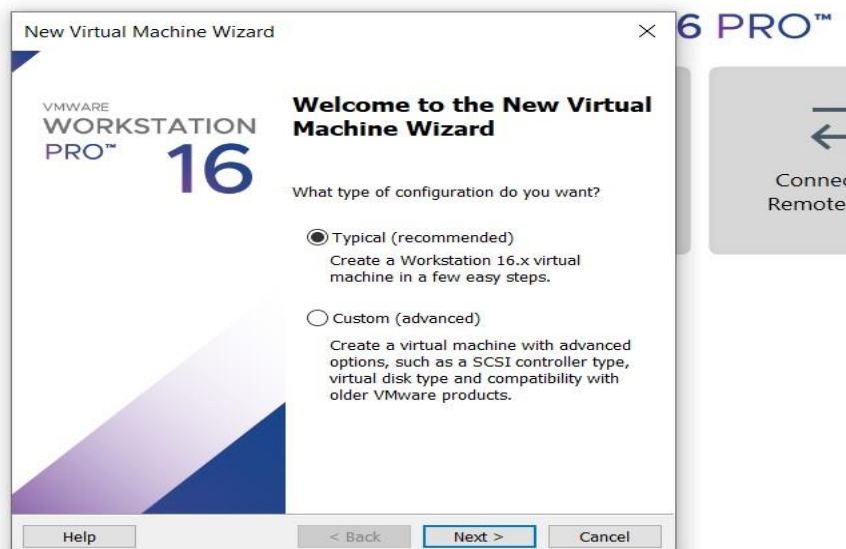 New Virtual Machine Wizard
6 PRO™
VMWARE
WORKSTATION
PRO™ 16
Welcome to the New Virtual
Machine Wizard
What type of configuration do you want?
Typical (recommended)
Create a Workstation 16.x virtual
machine in a few easy steps.
Custom (advanced)
Create a virtual machine with advanced
options, such as a SCSI controller type,
virtual disk type and compatibility with
older VMware products.
Help
< Back
Next >
Cancel
Remote